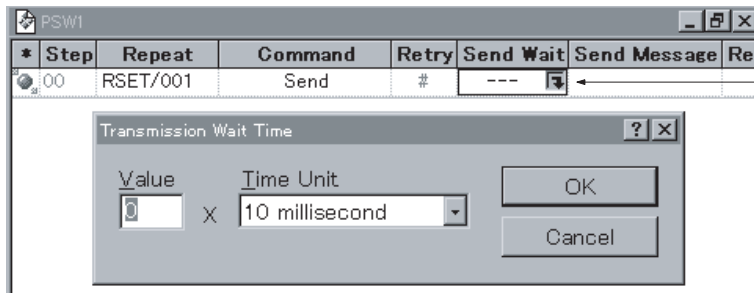 PSW1
* Step Repeat Command Retry Send Wait Send Message Re
00 RSET/001 Send # ---
Transmission Wait Time
Value Time Unit
0 X 10 millisecond
OK
Cancel